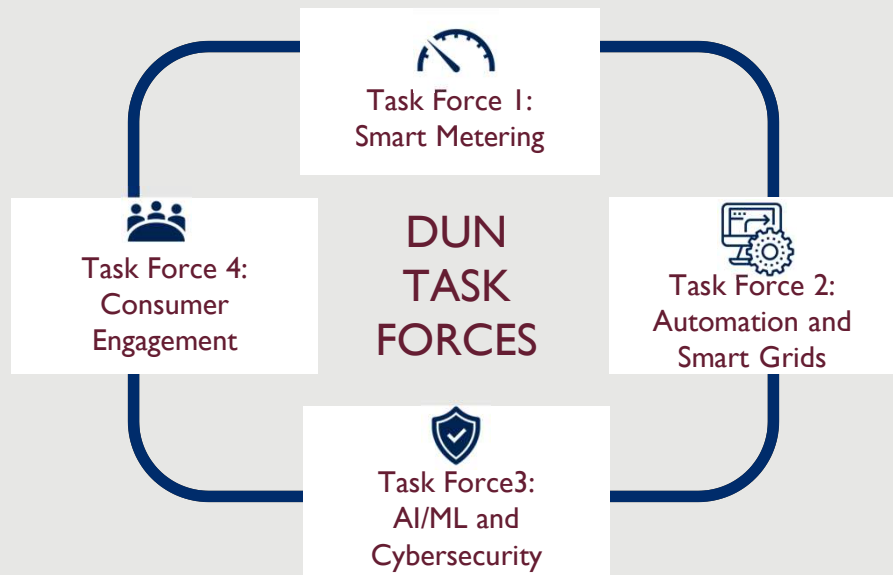 Task Force 1:
Smart Metering
DUN
TASK
FORCES
Task Force 4:
Consumer
Engagement
Task Force 2:
Automation and
Smart Grids
Task Force3:
AI/ML and
Cybersecurity